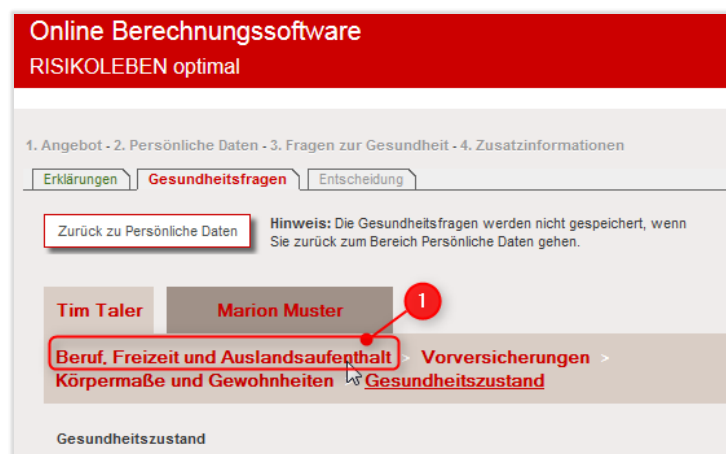 Online Berechnungssoftware
RISIKOLEBEN optimal
1. Angebot - 2. Persönliche Daten - 3. Fragen zur Gesundheit - 4. Zusatzinformationen
Erklärungen Gesundheitsfragen Entscheidung
Zurück zu Persönliche Daten
Hinweis: Die Gesundheitsfragen werden nicht gespeichert, wenn
Sie zurück zum Bereich Persönliche Daten gehen.
Tim Taler Marion Muster 1
Beruf, Freizeit und Auslandsaufenthalt > Vorversicherungen >
Körpermaße und Gewohnheiten > Gesundheitszustand
Gesundheitszustand